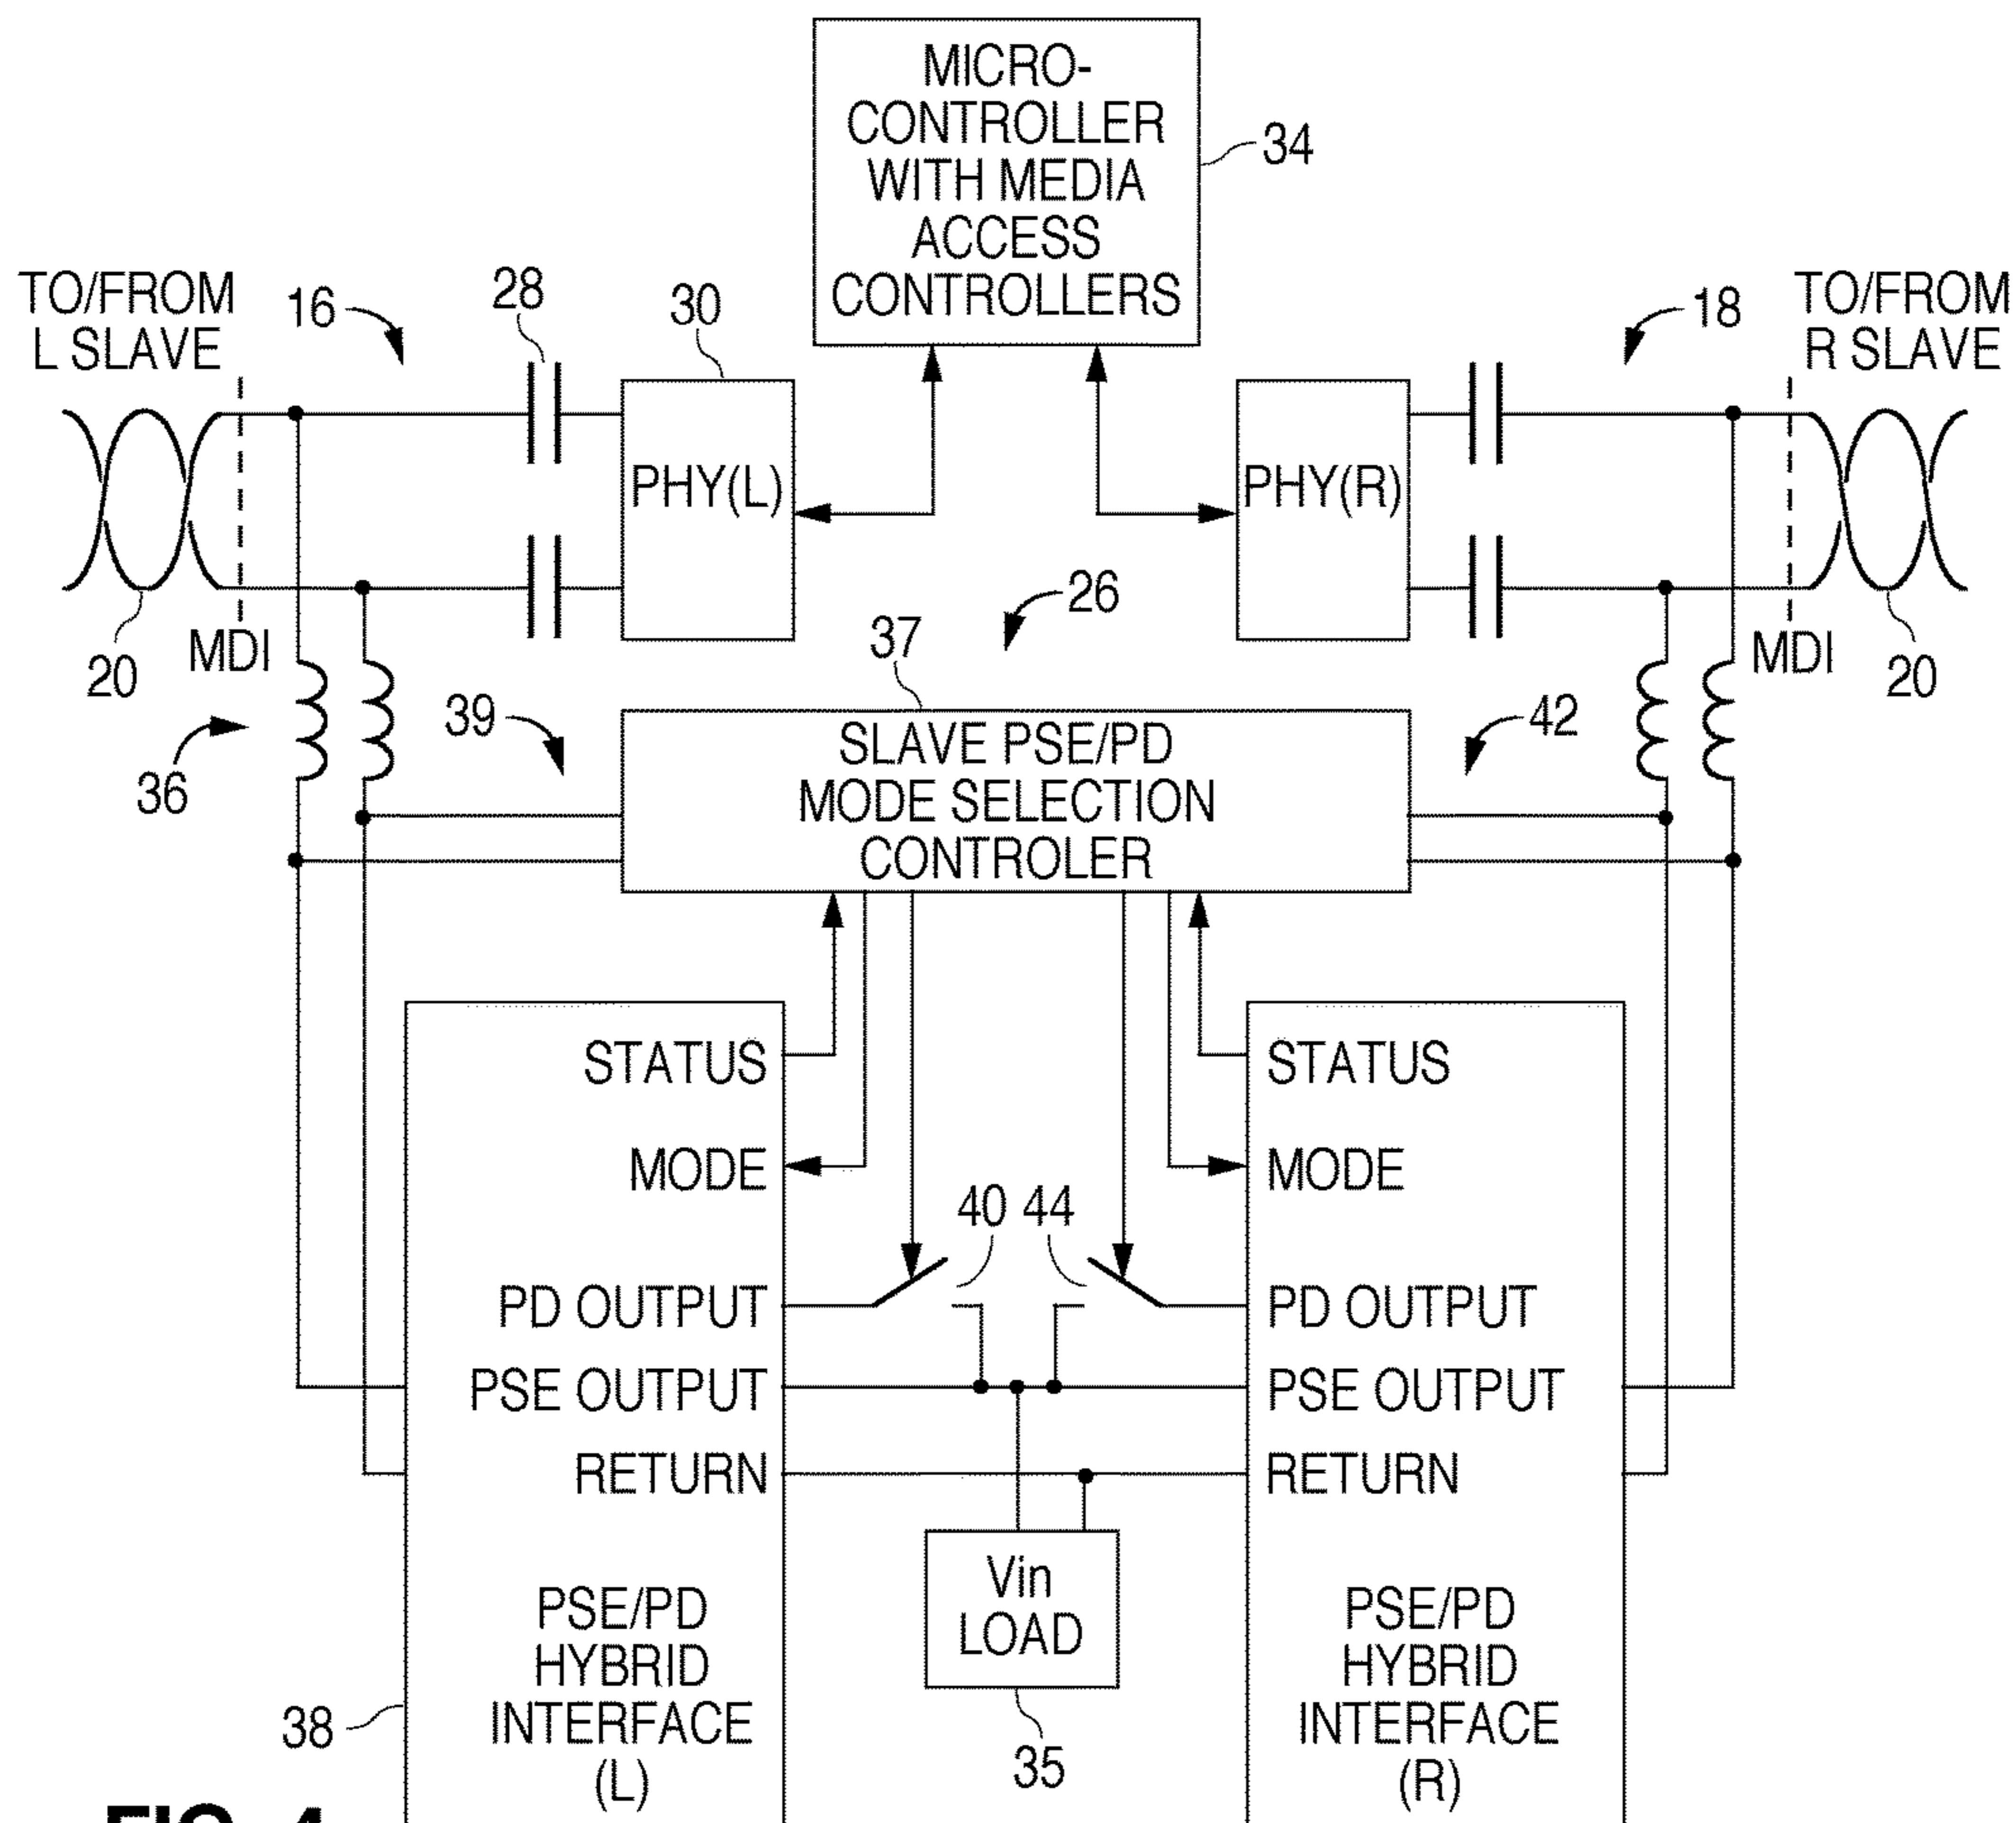 MICRO-
CONTROLLER
WITH MEDIA
ACCESS
CONTROLLERS
34
TO/FROM
L SLAVE
16
28
30
18
TO/FROM
R SLAVE
PHY(L)
PHY(R)
20
MDI
26
MDI
20
36
39
37
42
SLAVE PSE/PD
MODE SELECTION
CONTROLER
STATUS
MODE
PD OUTPUT
PSE OUTPUT
RETURN
40
44
STATUS
MODE
PD OUTPUT
PSE OUTPUT
RETURN
Vin
LOAD
35
PSE/PD
HYBRID
INTERFACE
(L)
38
PSE/PD
HYBRID
INTERFACE
(R)